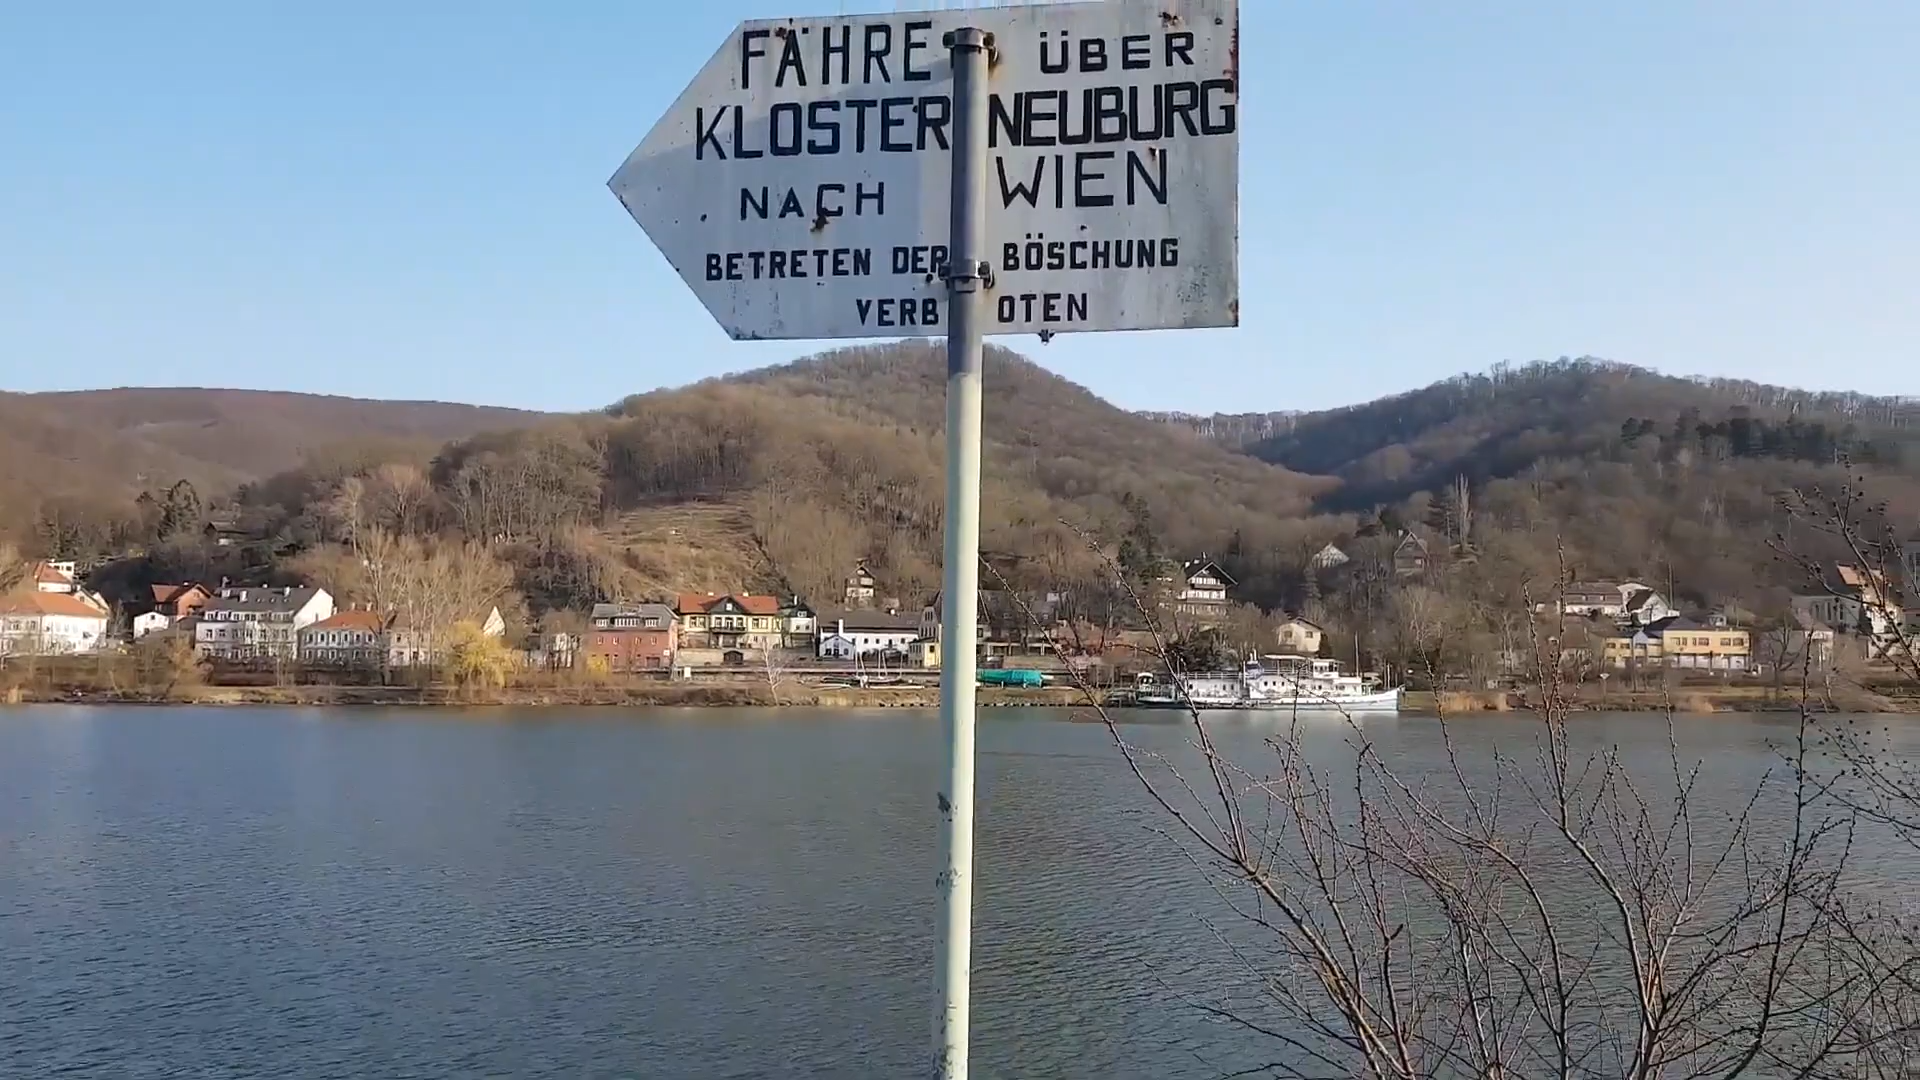 FÄHRE ÜBER
KLOSTERNEUBURG
NACH WIEN
BETRETEN DER BÖSCHUNG
VERBOTEN